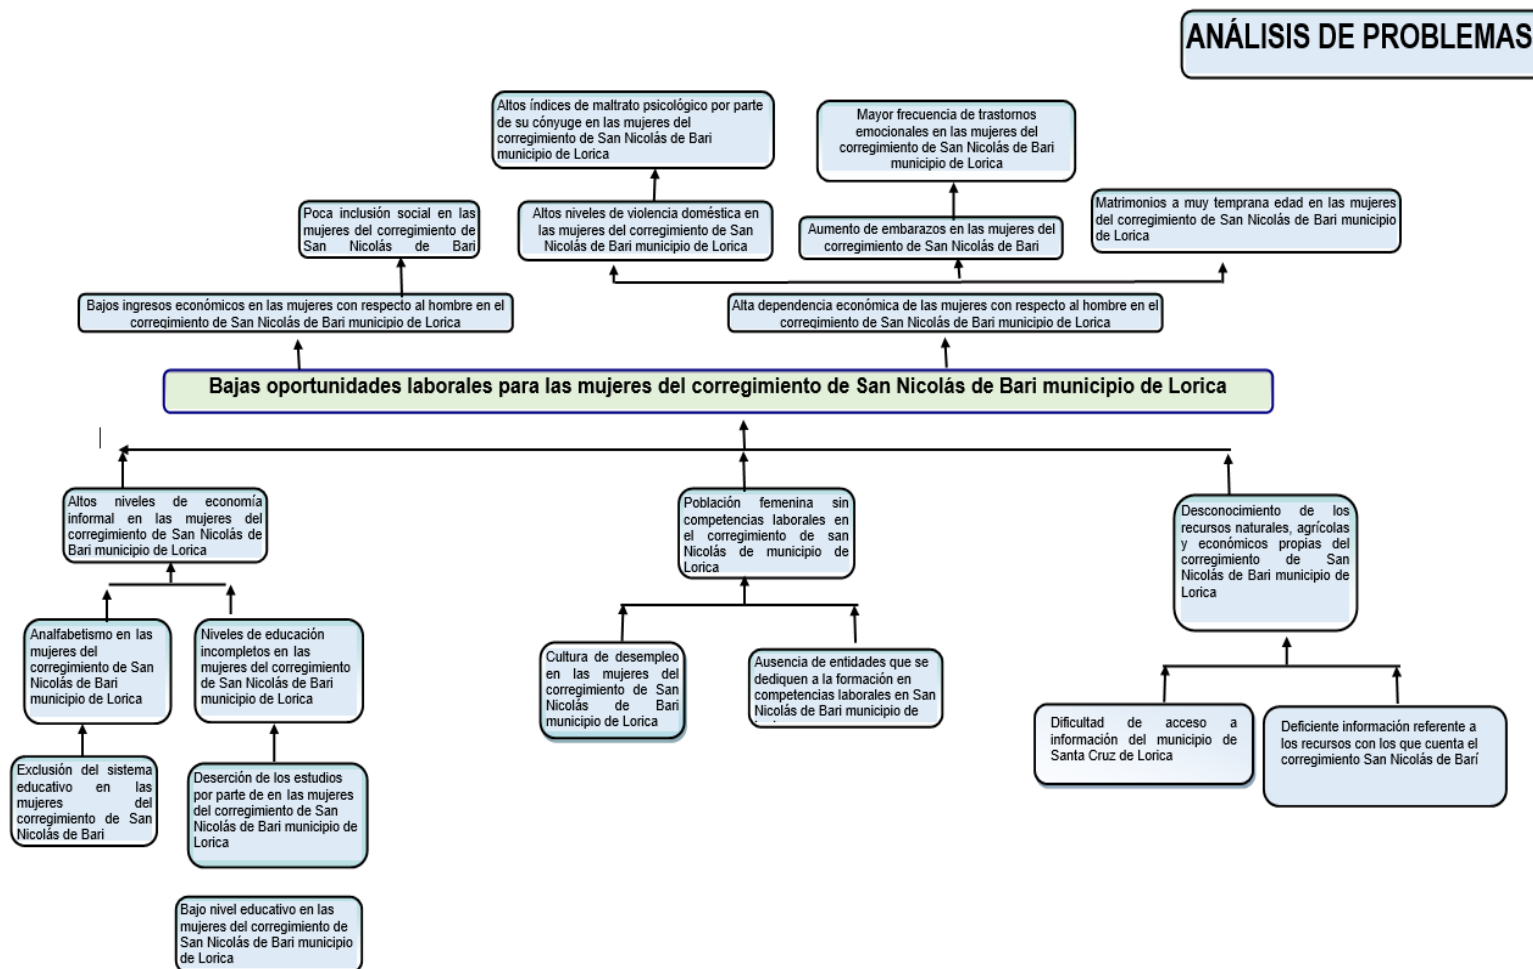 ANÁLISIS DE PROBLEMAS
Altos índices de maltrato psicológico por parte
de su cónyuge en las mujeres del
corregimiento de San Nicolás de Bari
municipio de Lorica
Mayor frecuencia de trastornos
emocionales en las mujeres del
corregimiento de San Nicolás de Bari
municipio de Lorica
Poca inclusión social en las
mujeres del corregimiento de
San Nicolás de Bari
Altos niveles de violencia doméstica en
las mujeres del corregimiento de San
Nicolás de Bari municipio de Lorica
Aumento de embarazos en las mujeres del
corregimiento de San Nicolás de Bari
Matrimonios a muy temprana edad en las mujeres
del corregimiento de San Nicolás de Bari municipio
de Lorica
Bajos ingresos económicos en las mujeres con respecto al hombre en el
corregimiento de San Nicolás de Bari municipio de Lorica
Alta dependencia económica de las mujeres con respecto al hombre en el
corregimiento de San Nicolás de Bari municipio de Lorica
Bajas oportunidades laborales para las mujeres del corregimiento de San Nicolás de Bari municipio de Lorica
Altos niveles de economía
informal en las mujeres del
corregimiento de San Nicolás de
Bari municipio de Lorica
Población femenina sin
competencias laborales en
el corregimiento de san
Nicolás de municipio de
Lorica
Desconocimiento de los
recursos naturales, agrícolas
y económicos propias del
corregimiento de San
Nicolás de Bari municipio de
Lorica
Analfabetismo en las
mujeres del
corregimiento de San
Nicolás de Bari
municipio de Lorica
Niveles de educación
incompletos en las
mujeres del corregimiento
de San Nicolás de Bari
municipio de Lorica
Cultura de desempleo
en las mujeres del
corregimiento de San
Nicolás de Bari
municipio de Lorica
Ausencia de entidades que se
dediquen a la formación en
competencias laborales en San
Nicolás de Bari municipio de
Dificultad de acceso a
información del municipio de
Santa Cruz de Lorica
Deficiente información referente a
los recursos con los que cuenta el
corregimiento San Nicolás de Barí
Exclusión del sistema
educativo en las
mujeres del
corregimiento de San
Nicolás de Bari
Deserción de los estudios
por parte de en las mujeres
del corregimiento de San
Nicolás de Bari municipio de
Lorica
Bajo nivel educativo en las
mujeres del corregimiento de
San Nicolás de Bari municipio
de Lorica